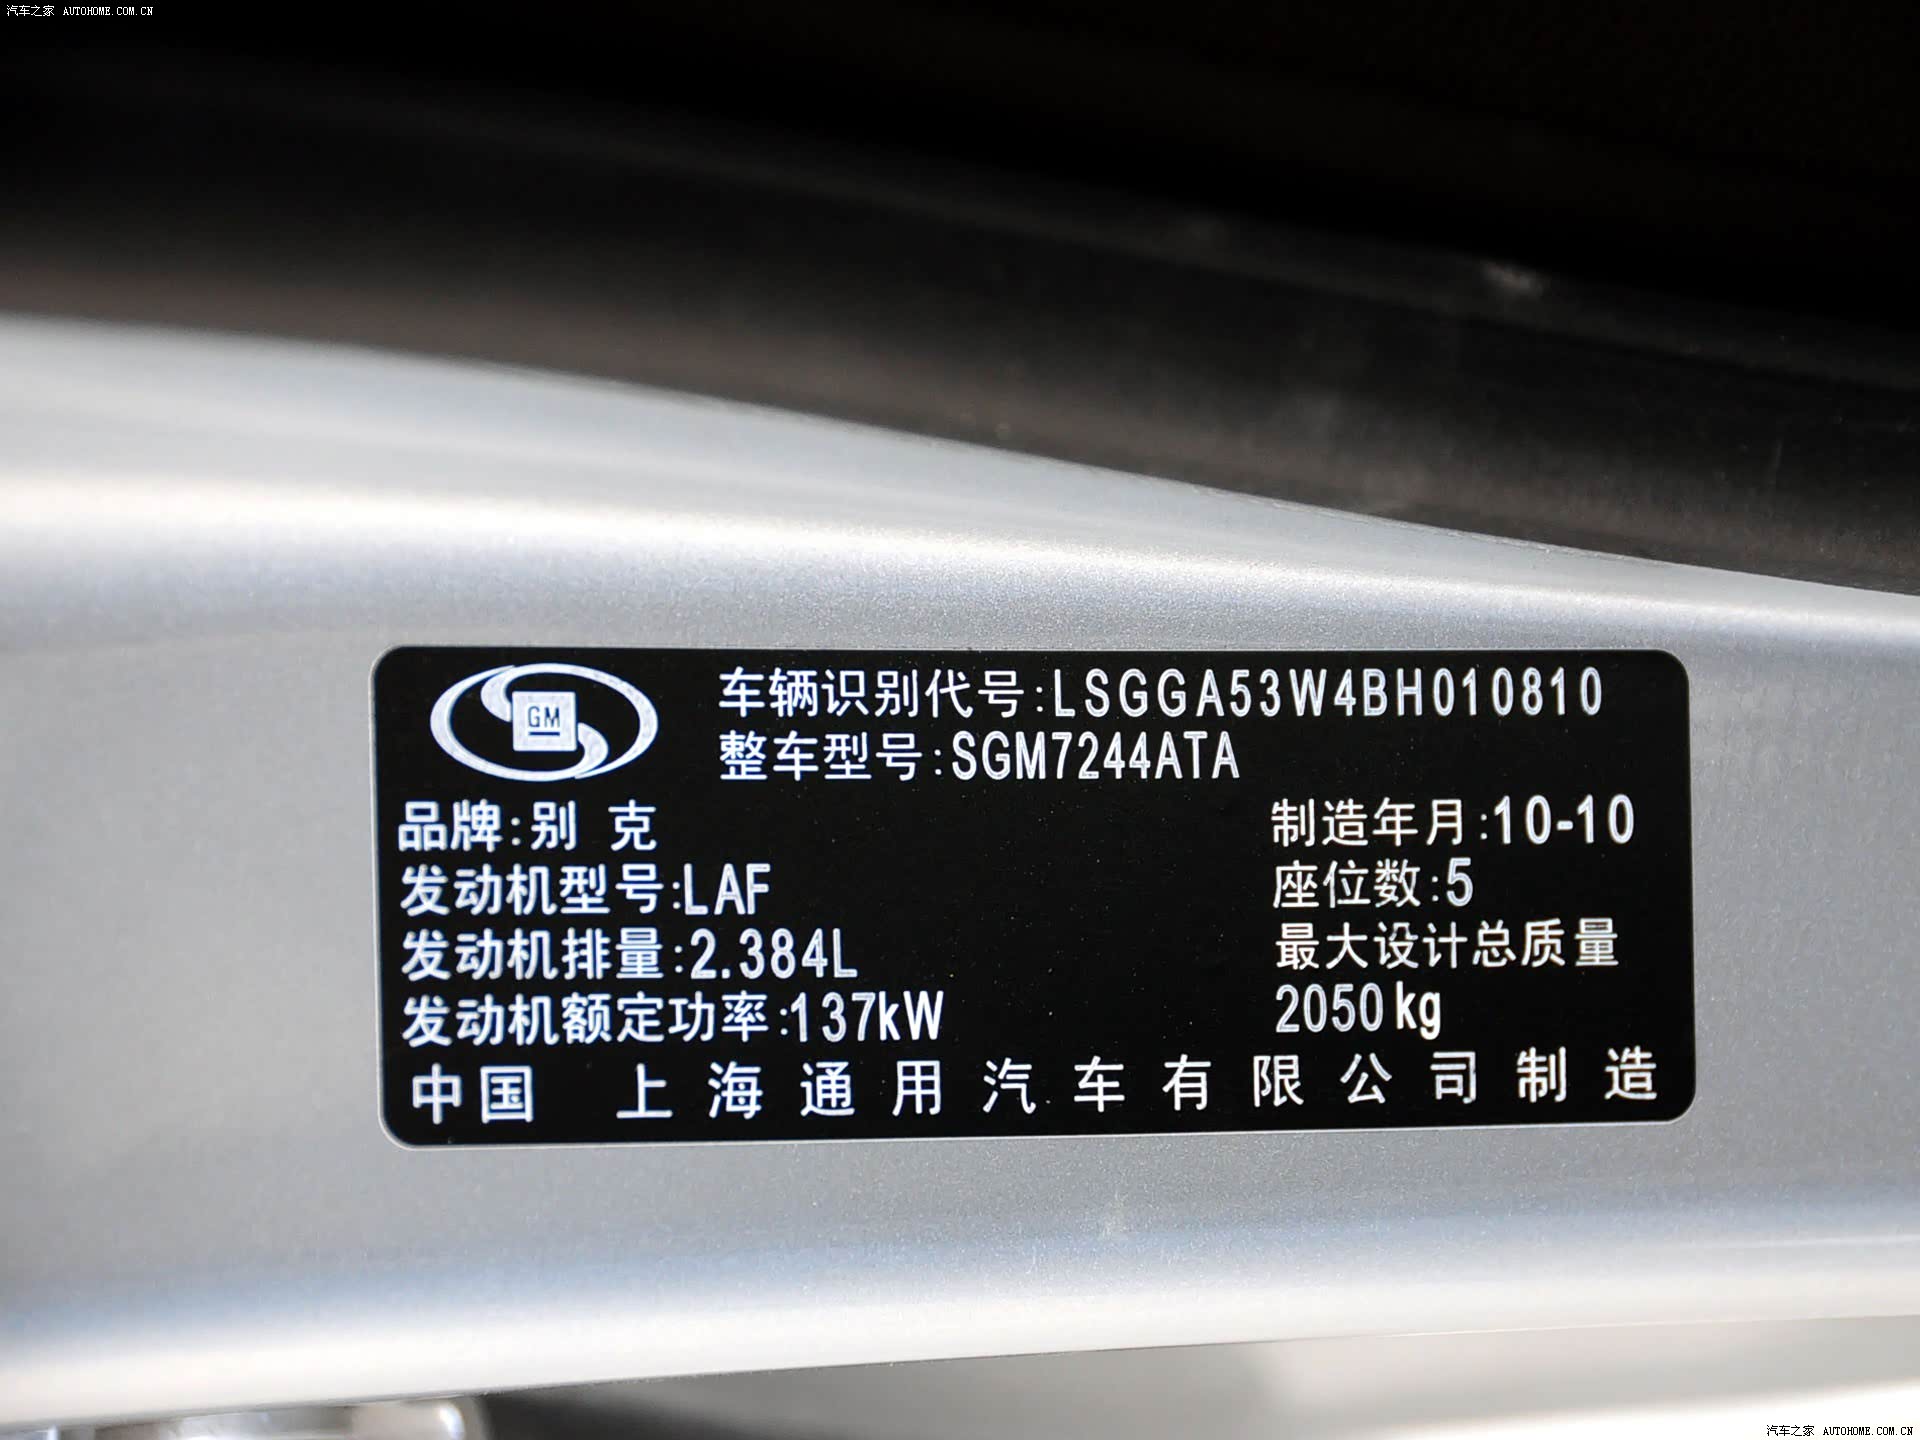 汽车之家 AUTOHOME.COM.CN
GM
车辆识别代号:LSGGA53W4BH010810
整车型号:SGM7244ATA
品牌:别 克
制造年月:10-10
发动机型号:LAF
座位数:5
发动机排量:2.384L
最大设计总质量
发动机额定功率:137kW
2050kg
中国 上海通用汽车有限公司制造
汽车之家 AUTOHOME.COM.CN